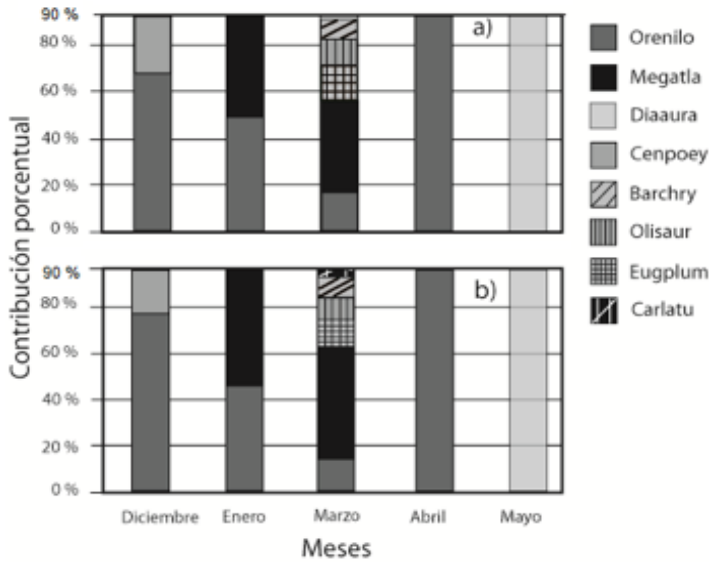 Contribución porcentual
90 %
80 %
60 %
40 %
20 %
0 %
a)
90 %
80 %
60 %
40 %
20 %
0 %
b)
Diciembre
Enero
Marzo
Abril
Mayo
Meses
Orenilo
Megatla
Diaaura
Cenpoey
Barchry
Olisaur
Eugplum
Carlatu